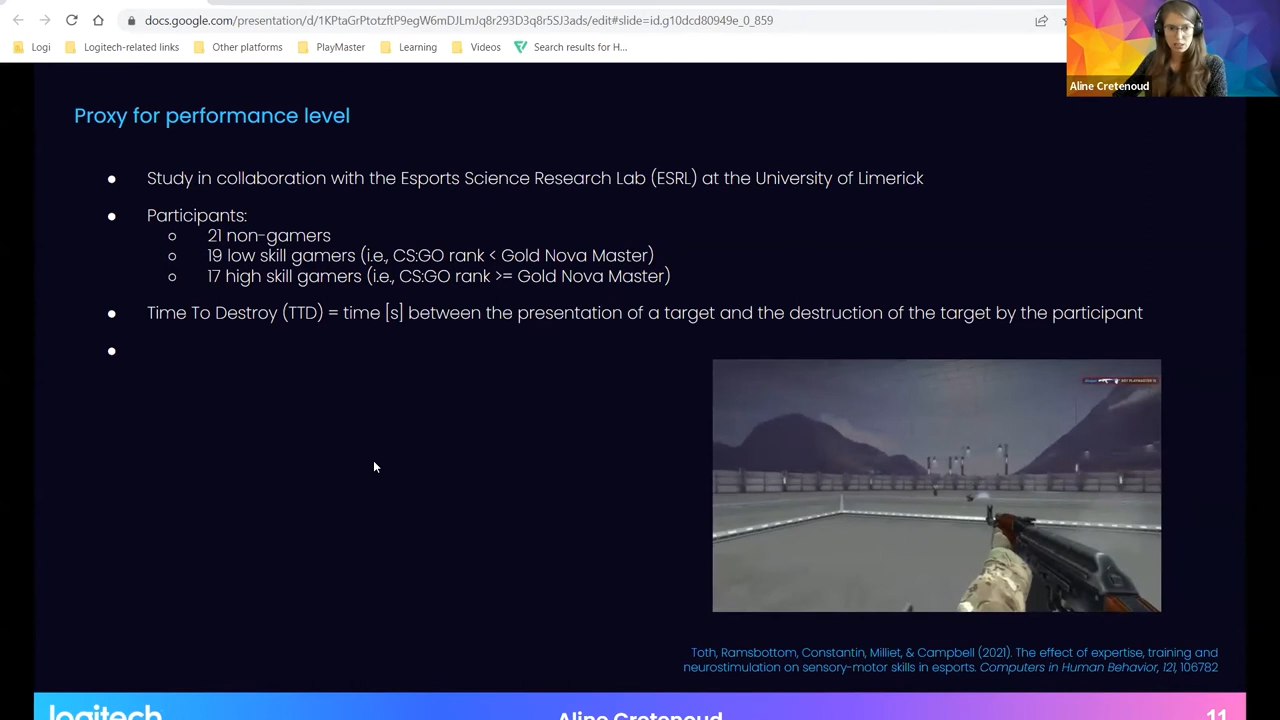 docs.google.com/presentation/d/1KPtaGrPtotzftP9egW6mDJLmJq8r293D3q8r5SJ3ads/edit#slide=id.g10dcd80949e_0_859
Logi
Logitech-related links
Other platforms
PlayMaster
Learning
Videos
Search results for H...
Aline Cretenoud
Proxy for performance level
● Study in collaboration with the Esports Science Research Lab (ESRL) at the University of Limerick
● Participants:
○ 21 non-gamers
○ 19 low skill gamers (i.e., CS:GO rank < Gold Nova Master)
○ 17 high skill gamers (i.e., CS:GO rank >= Gold Nova Master)
● Time To Destroy (TTD) = time [s] between the presentation of a target and the destruction of the target by the participant
●
Toth, Ramsbottom, Constantin, Milliet, & Campbell (2021). The effect of expertise, training and
neurostimulation on sensory-motor skills in esports. Computers in Human Behavior, 121, 106782
logitech
Aline Cretenoud
11